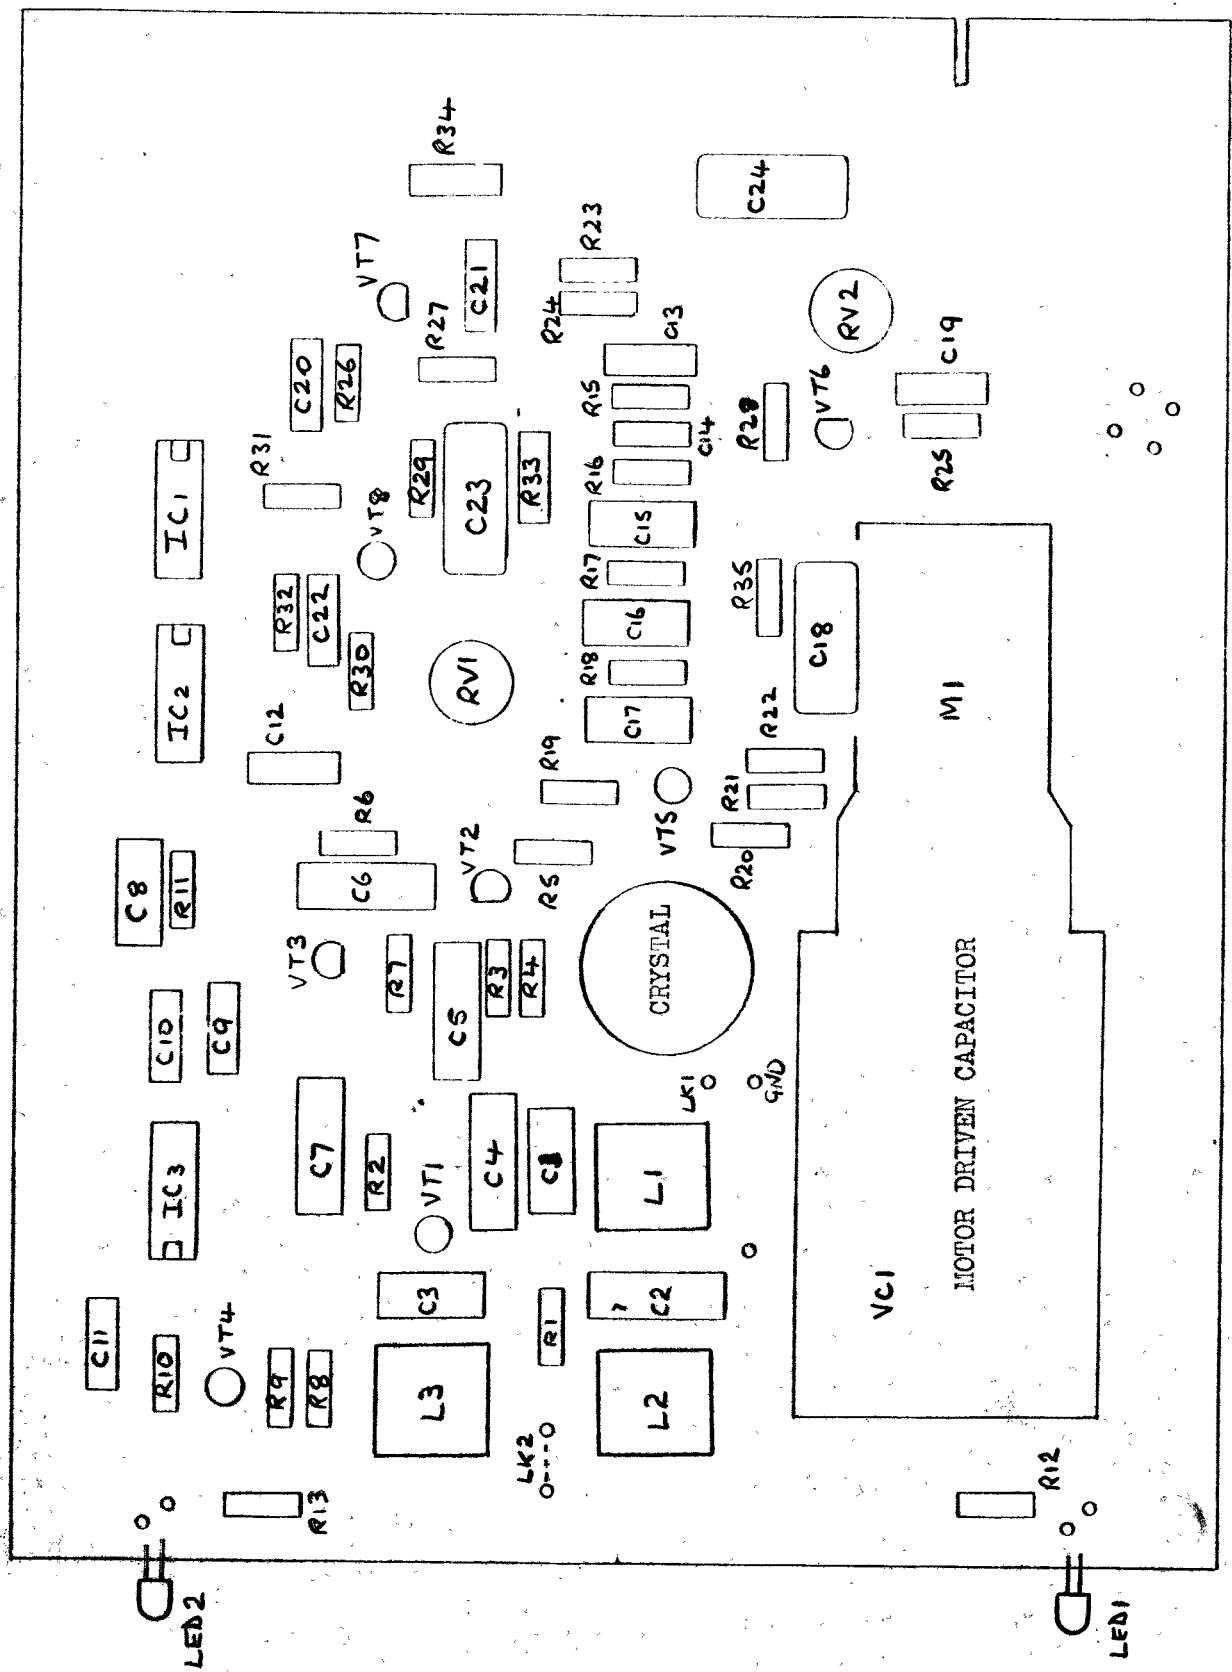 C11
C8
LED2
R10
IC3
C10
R11
IC2
IC1
VT4
C9
R13
R9
R8
C7
VT3
C12
R32
C22
R31
C20
R26
R2
R7
C6
R6
R30
VT8
VT7
L3
C3
VT1
C5
VT2
RV1
R29
R27
R34
C4
R3
C23
C21
LK2
R1
C1
R4
R5
R19
R33
R24
R23
L2
C2
L1
LK1
GND
CRYSTAL
VT5
C17
R18
C16
R17
C15
R16
C14
R15
C13
R20
R21
R22
R35
C18
R28
VT6
RV2
C24
VC1
MOTOR DRIVEN CAPACITOR
M1
R25
C19
R12
LED1